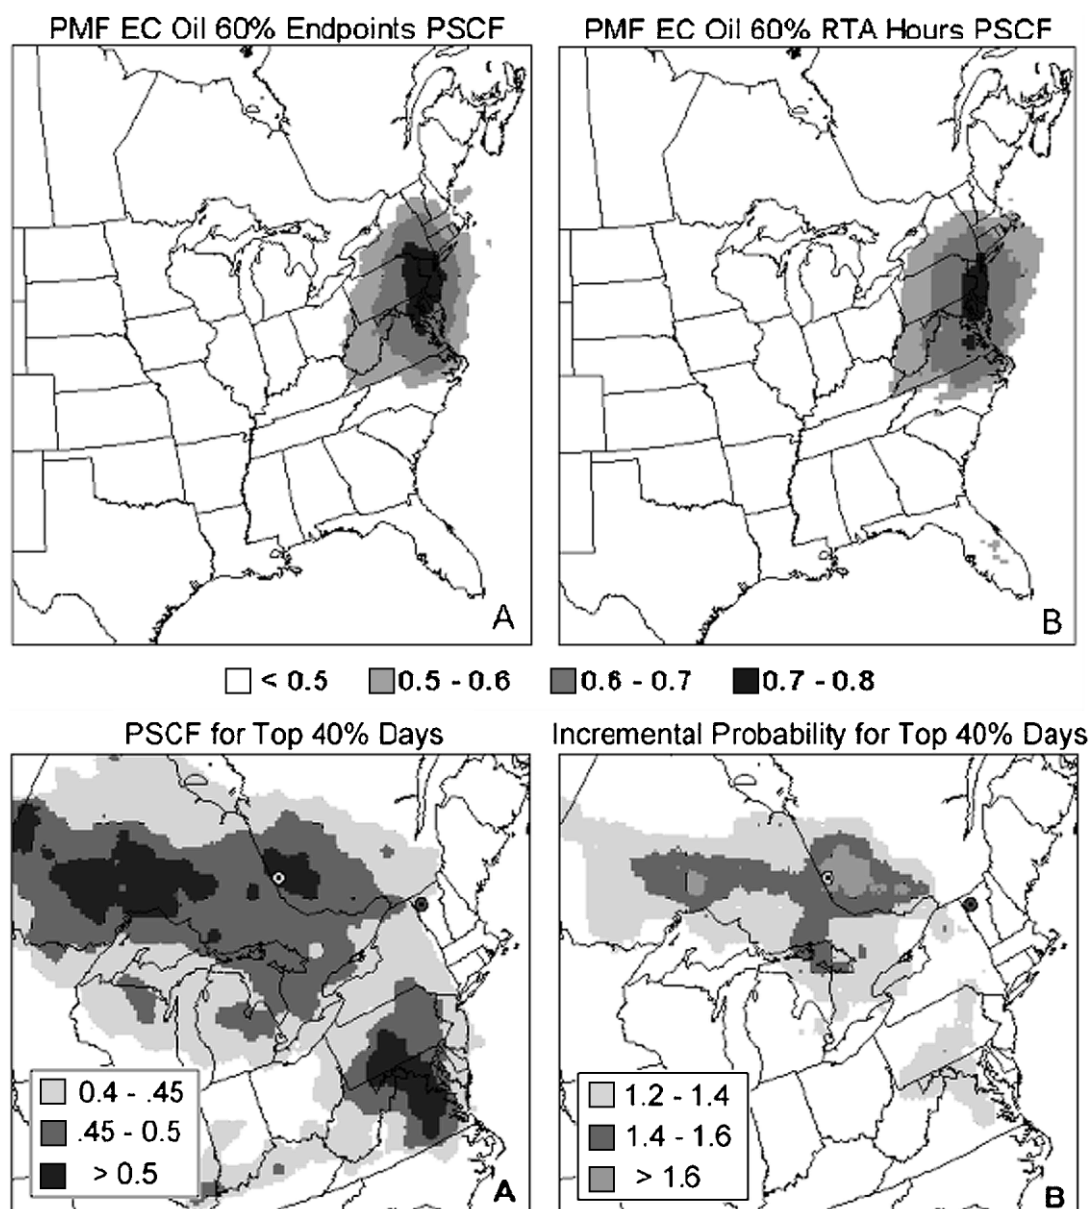 PMF EC Oil 60% Endpoints PSCF
PMF EC Oil 60% RTA Hours PSCF
A
B
< 0.5 0.5 - 0.6 0.6 - 0.7 0.7 - 0.8
PSCF for Top 40% Days
Incremental Probability for Top 40% Days
0.4 - .45
.45 - 0.5
> 0.5
A
1.2 - 1.4
1.4 - 1.6
> 1.6
B